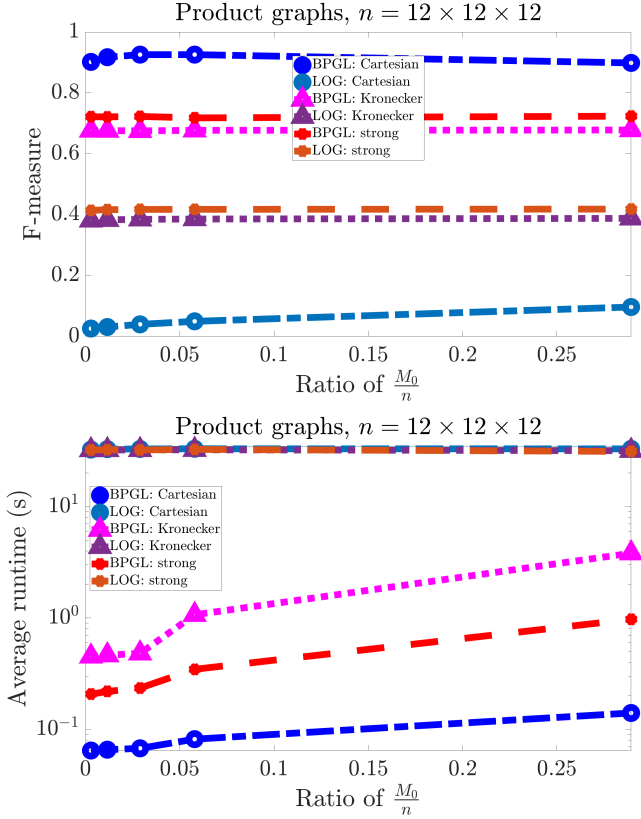 Product graphs, n = 12 × 12 × 12
1
0.8
0.6
0.4
0.2
0
F-measure
BPGL: Cartesian
LOG: Cartesian
BPGL: Kronecker
LOG: Kronecker
BPGL: strong
LOG: strong
0 0.05 0.1 0.15 0.2 0.25
Ratio of M₀/n
Product graphs, n = 12 × 12 × 12
10¹
10⁰
10⁻¹
Average runtime (s)
BPGL: Cartesian
LOG: Cartesian
BPGL: Kronecker
LOG: Kronecker
BPGL: strong
LOG: strong
0 0.05 0.1 0.15 0.2 0.25
Ratio of M₀/n